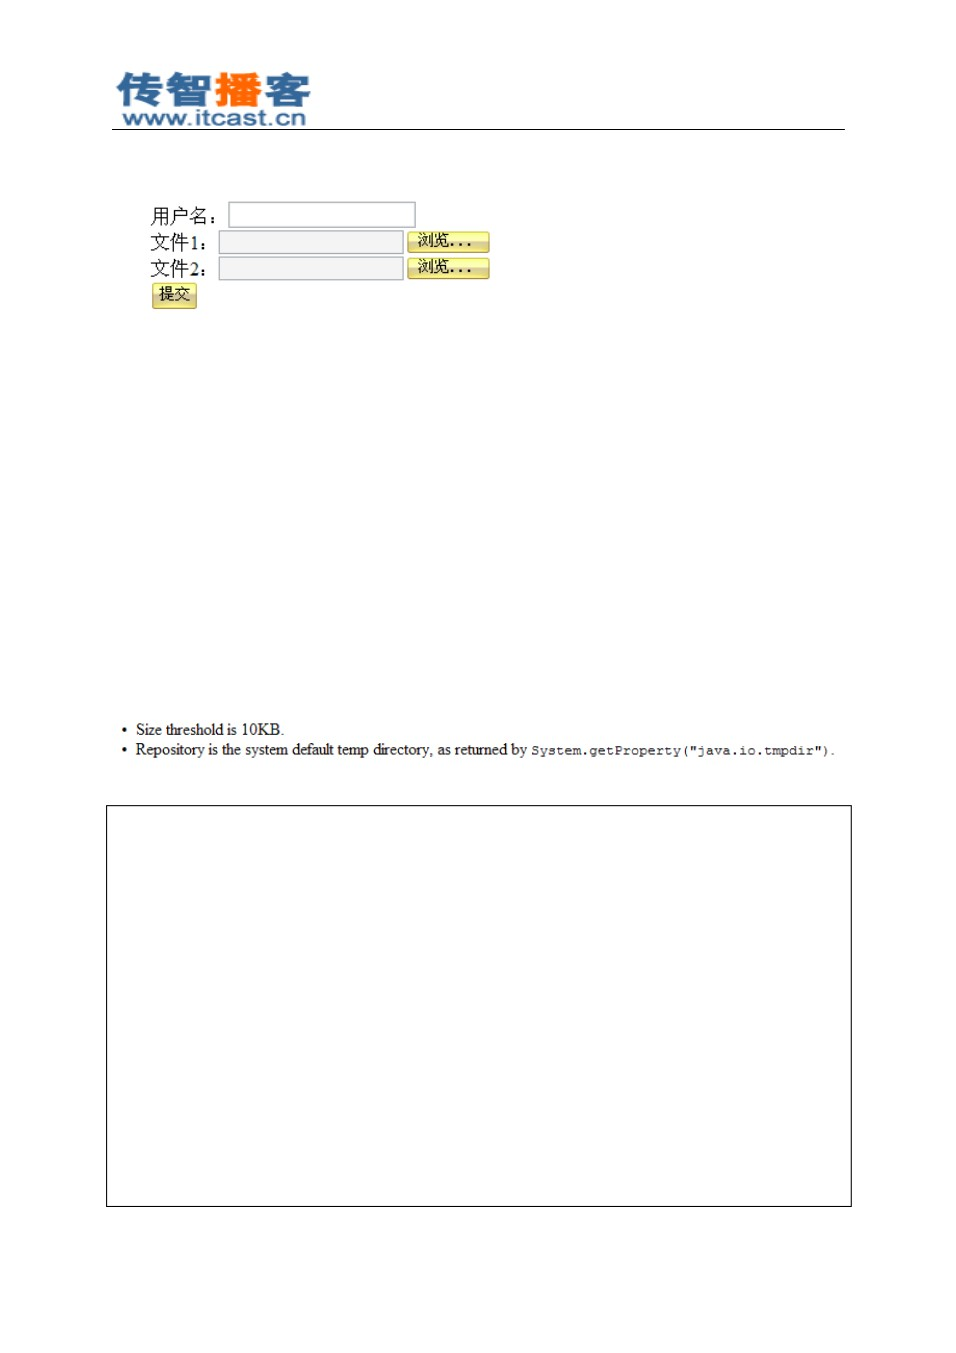 传智播客
www.itcast.cn
用户名：
文件1： 浏览...
文件2： 浏览...
提交
• Size threshold is 10KB.
• Repository is the system default temp directory, as returned by System.getProperty("java.io.tmpdir").